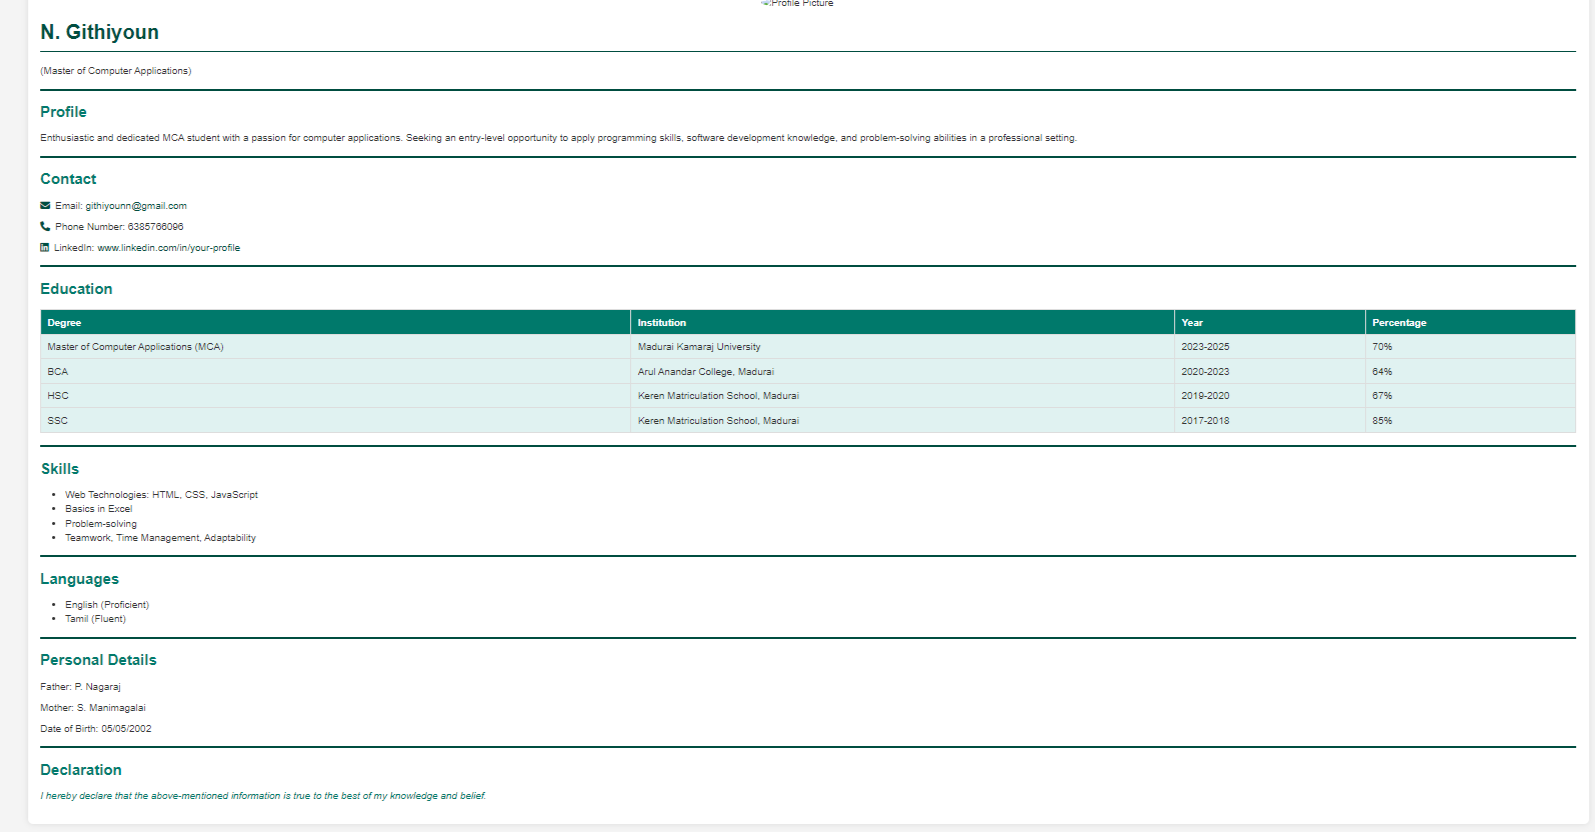 Profile Picture
N. Githiyoun
(Master of Computer Applications)
Profile
Enthusiastic and dedicated MCA student with a passion for computer applications. Seeking an entry-level opportunity to apply programming skills, software development knowledge, and problem-solving abilities in a professional setting.
Contact
Email: githiyounn@gmail.com
Phone Number: 6385766096
LinkedIn: www.linkedin.com/in/your-profile
Education
Degree Institution Year Percentage
Master of Computer Applications (MCA) Madurai Kamaraj University 2023-2025 70%
BCA Arul Anandar College, Madurai 2020-2023 64%
HSC Keren Matriculation School, Madurai 2019-2020 67%
SSC Keren Matriculation School, Madurai 2017-2018 85%
Skills
• Web Technologies: HTML, CSS, JavaScript
• Basics in Excel
• Problem-solving
• Teamwork, Time Management, Adaptability
Languages
• English (Proficient)
• Tamil (Fluent)
Personal Details
Father: P. Nagaraj
Mother: S. Manimagalai
Date of Birth: 05/05/2002
Declaration
I hereby declare that the above-mentioned information is true to the best of my knowledge and belief.